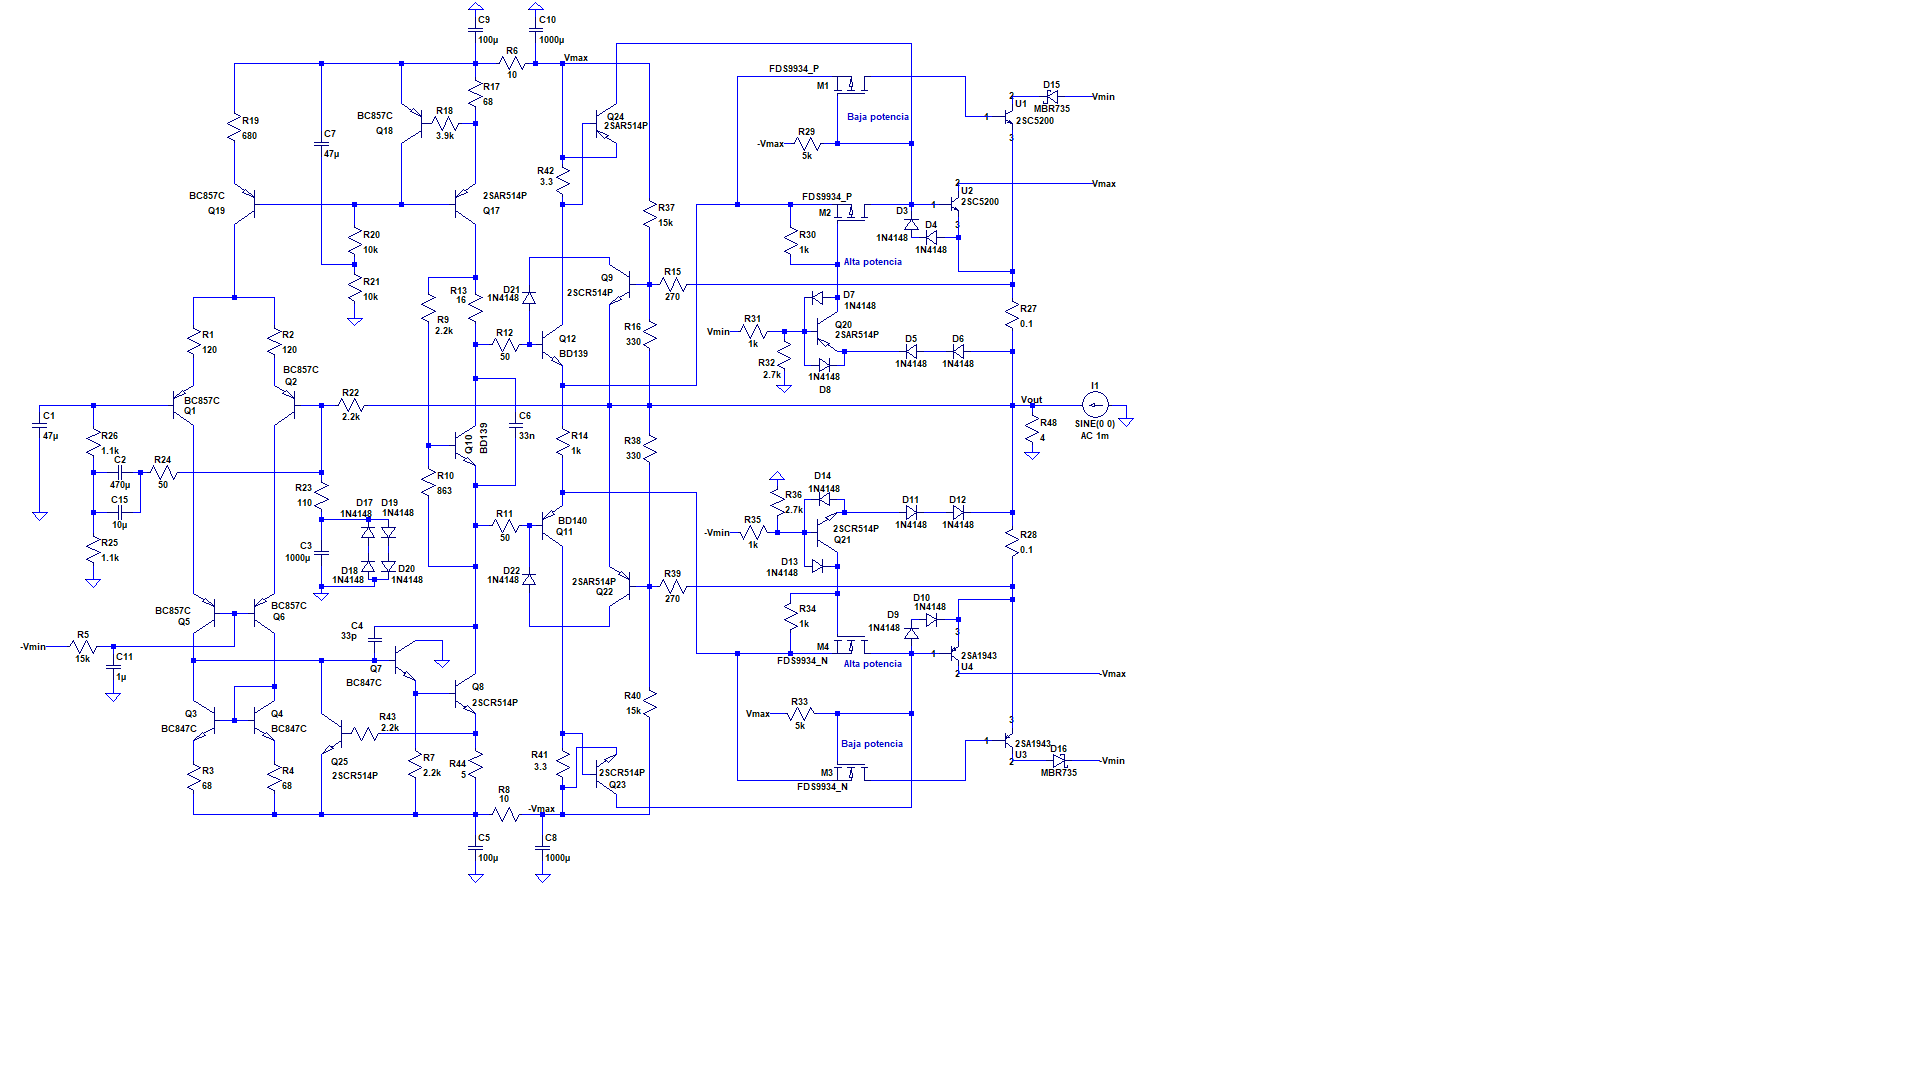 C9
100µ
C10
1000µ
R6
10
Vmax
R17
68
R19
680
C7
47µ
BC857C
Q18
R18
3.9k
Q24
2SAR514P
R42
3.3
BC857C
Q19
2SAR514P
Q17
R37
15k
R20
10k
R21
10k
R13
16
R9
2.2k
D21
1N4148
Q9
2SCR514P
R15
270
R1
120
R2
120
R12
50
Q12
BD139
R16
330
BC857C
Q2
BC857C
Q1
R22
2.2k
C1
47µ
R26
1.1k
C2
470µ
R24
50
C15
10µ
R25
1.1k
R23
110
D17
1N4148
D19
1N4148
C3
1000µ
D18
1N4148
D20
1N4148
Q10
BD139
C6
33n
R10
863
R14
1k
R38
330
R11
50
BD140
Q11
D22
1N4148
2SAR514P
Q22
R39
270
BC857C
Q5
BC857C
Q6
-Vmin
R5
15k
C11
1µ
C4
33p
Q7
BC847C
Q8
2SCR514P
R40
15k
Q3
BC847C
Q4
BC847C
R43
2.2k
Q25
2SCR514P
R7
2.2k
R44
5
R41
3.3
2SCR514P
Q23
R3
68
R4
68
R8
10
-Vmax
C5
100µ
C8
1000µ
FDS9934_P
M1
Baja potencia
R29
5k
-Vmax
D15
MBR735
Vmin
2
U1
1
2SC5200
3
FDS9934_P
M2
R30
1k
Alta potencia
2
Vmax
U2
1
2SC5200
3
D3
1N4148
D4
1N4148
D7
1N4148
Vmin
R31
1k
Q20
2SAR514P
R32
2.7k
1N4148
D8
D5
1N4148
D6
1N4148
R27
0.1
I1
Vout
SINE(0 0)
AC 1m
R48
4
D14
1N4148
R36
2.7k
-Vmin
R35
1k
2SCR514P
Q21
D11
1N4148
D12
1N4148
R28
0.1
D13
1N4148
R34
1k
D10
1N4148
D9
1N4148
3
M4
FDS9934_N
Alta potencia
1
2SA1943
U4
2
-Vmax
Vmax
R33
5k
Baja potencia
M3
FDS9934_N
3
1
2SA1943
U3
2
D16
MBR735
-Vmin